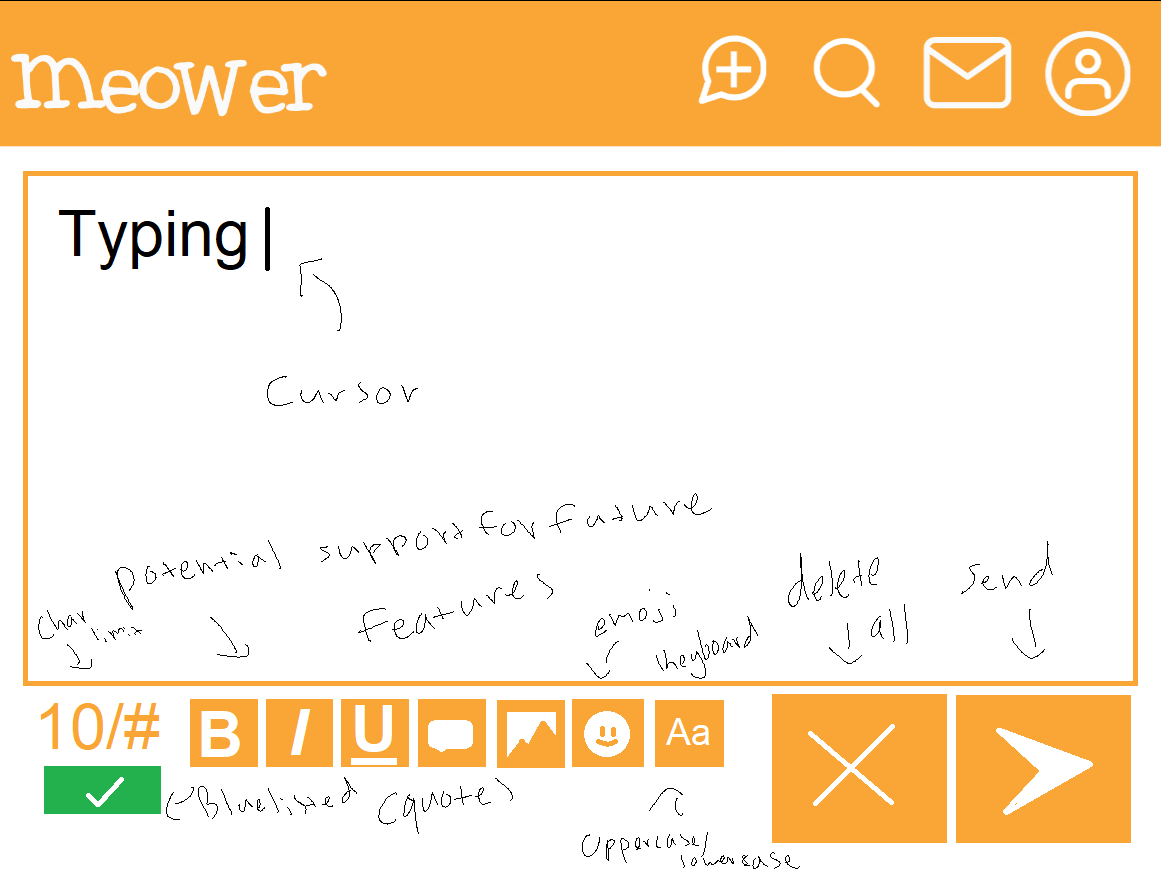 meower
Typing
Cursor
potential support for future
features
char
limit
emoji
keyboard
delete
all
send
10/#
B I U Aa
Bluelisted (quote)
Uppercase/
lowercase